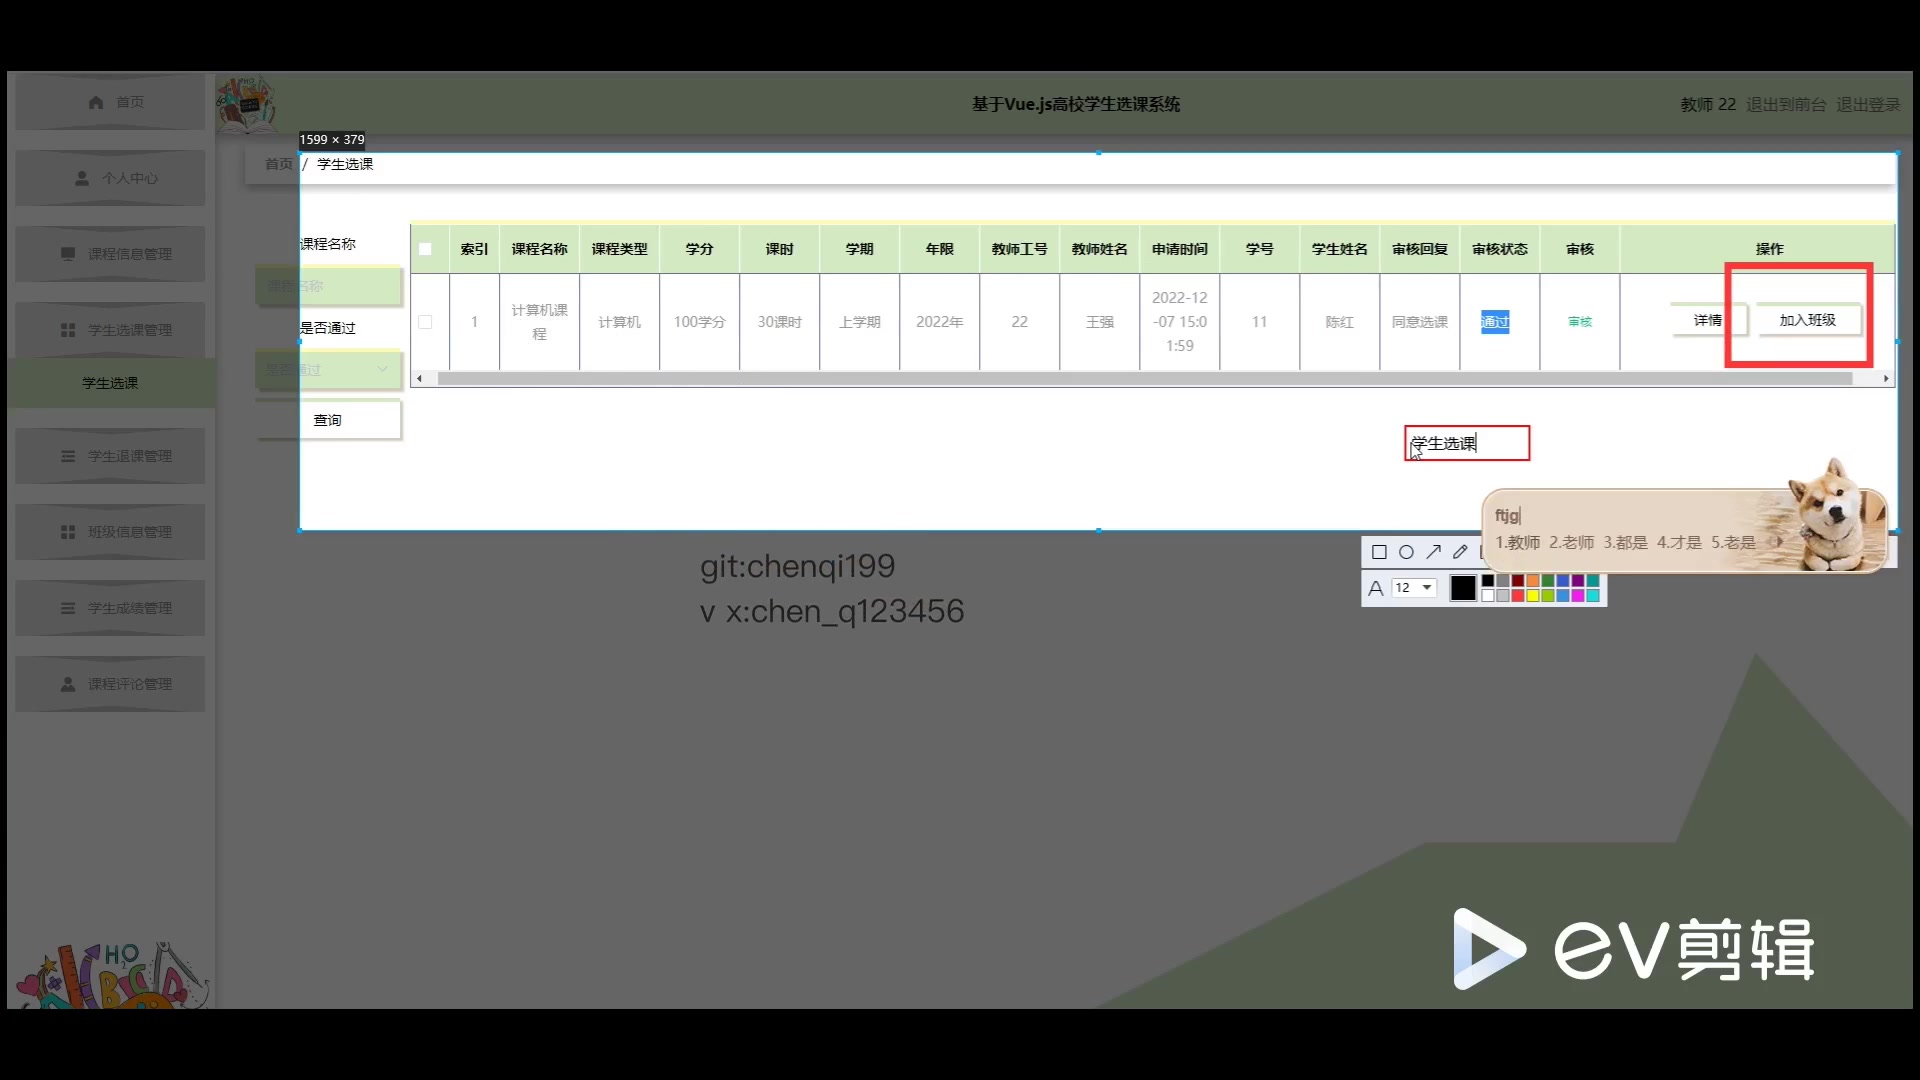 首页
基于Vue.js高校学生选课系统
教师 22 退出到前台 退出登录
1599 × 379
首页 / 学生选课
个人中心
课程信息管理
学生选课管理
学生选课
学生退课管理
班级信息管理
学生成绩管理
课程评论管理
课程名称
课程名称
是否通过
是否通过
查询
索引 课程名称 课程类型 学分 课时 学期 年限 教师工号 教师姓名 申请时间 学号 学生姓名 审核回复 审核状态 审核 操作
1 计算机课程 计算机 100学分 30课时 上学期 2022年 22 王强 2022-12-07 15:01:59 11 陈红 同意选课 通过 审核 详情 加入班级
学生选课
ftjg
1.教师 2.老师 3.都是 4.才是 5.老是
A 12
git:chenqi199
v x:chen_q123456
H2O
ev剪辑